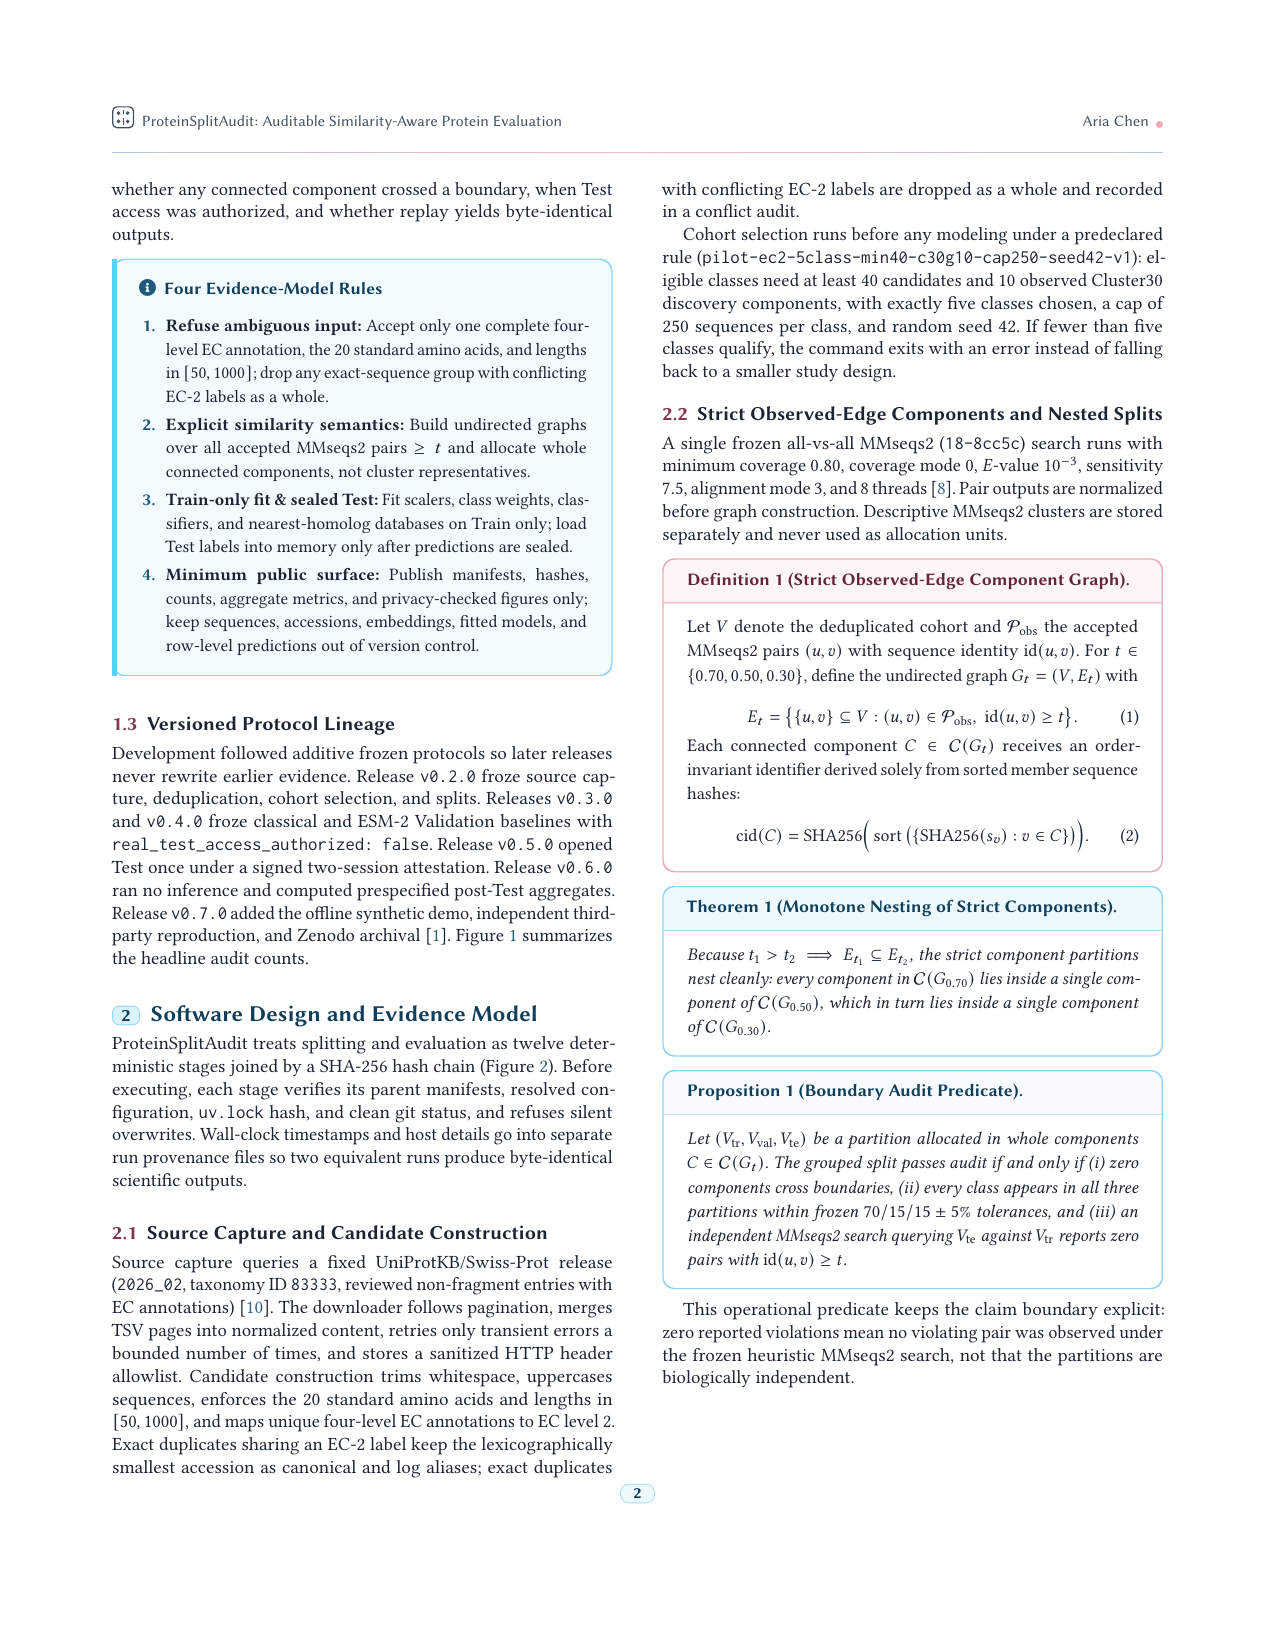 ProteinSplitAudit: Auditable Similarity-Aware Protein Evaluation
Aria Chen
whether any connected component crossed a boundary, when Test
access was authorized, and whether replay yields byte-identical
outputs.
Four Evidence-Model Rules
1. Refuse ambiguous input: Accept only one complete four-
level EC annotation, the 20 standard amino acids, and lengths
in [50, 1000]; drop any exact-sequence group with conflicting
EC-2 labels as a whole.
2. Explicit similarity semantics: Build undirected graphs
over all accepted MMseqs2 pairs ≥ t and allocate whole
connected components, not cluster representatives.
3. Train-only fit & sealed Test: Fit scalers, class weights, clas-
sifiers, and nearest-homolog databases on Train only; load
Test labels into memory only after predictions are sealed.
4. Minimum public surface: Publish manifests, hashes,
counts, aggregate metrics, and privacy-checked figures only;
keep sequences, accessions, embeddings, fitted models, and
row-level predictions out of version control.
1.3 Versioned Protocol Lineage
Development followed additive frozen protocols so later releases
never rewrite earlier evidence. Release v0.2.0 froze source cap-
ture, deduplication, cohort selection, and splits. Releases v0.3.0
and v0.4.0 froze classical and ESM-2 Validation baselines with
real_test_access_authorized: false. Release v0.5.0 opened
Test once under a signed two-session attestation. Release v0.6.0
ran no inference and computed prespecified post-Test aggregates.
Release v0.7.0 added the offline synthetic demo, independent third-
party reproduction, and Zenodo archival [1]. Figure 1 summarizes
the headline audit counts.
2 Software Design and Evidence Model
ProteinSplitAudit treats splitting and evaluation as twelve deter-
ministic stages joined by a SHA-256 hash chain (Figure 2). Before
executing, each stage verifies its parent manifests, resolved con-
figuration, uv.lock hash, and clean git status, and refuses silent
overwrites. Wall-clock timestamps and host details go into separate
run provenance files so two equivalent runs produce byte-identical
scientific outputs.
2.1 Source Capture and Candidate Construction
Source capture queries a fixed UniProtKB/Swiss-Prot release
(2026_02, taxonomy ID 83333, reviewed non-fragment entries with
EC annotations) [10]. The downloader follows pagination, merges
TSV pages into normalized content, retries only transient errors a
bounded number of times, and stores a sanitized HTTP header
allowlist. Candidate construction trims whitespace, uppercases
sequences, enforces the 20 standard amino acids and lengths in
[50, 1000], and maps unique four-level EC annotations to EC level 2.
Exact duplicates sharing an EC-2 label keep the lexicographically
smallest accession as canonical and log aliases; exact duplicates
with conflicting EC-2 labels are dropped as a whole and recorded
in a conflict audit.
Cohort selection runs before any modeling under a predeclared
rule (pilot-ec2-5class-min40-c30g10-cap250-seed42-v1): el-
igible classes need at least 40 candidates and 10 observed Cluster30
discovery components, with exactly five classes chosen, a cap of
250 sequences per class, and random seed 42. If fewer than five
classes qualify, the command exits with an error instead of falling
back to a smaller study design.
2.2 Strict Observed-Edge Components and Nested Splits
A single frozen all-vs-all MMseqs2 (18-8cc5c) search runs with
minimum coverage 0.80, coverage mode 0, E-value 10⁻³, sensitivity
7.5, alignment mode 3, and 8 threads [8]. Pair outputs are normalized
before graph construction. Descriptive MMseqs2 clusters are stored
separately and never used as allocation units.
Definition 1 (Strict Observed-Edge Component Graph).
Let V denote the deduplicated cohort and 𝒫obs the accepted
MMseqs2 pairs (u, v) with sequence identity id(u, v). For t ∈
{0.70, 0.50, 0.30}, define the undirected graph Gt = (V, Et) with
Et = {{u, v} ⊆ V : (u, v) ∈ 𝒫obs, id(u, v) ≥ t}. (1)
Each connected component C ∈ 𝒞(Gt) receives an order-
invariant identifier derived solely from sorted member sequence
hashes:
cid(C) = SHA256( sort ({SHA256(sv) : v ∈ C})). (2)
Theorem 1 (Monotone Nesting of Strict Components).
Because t1 > t2 ⟹ Et1 ⊆ Et2, the strict component partitions
nest cleanly: every component in 𝒞(G0.70) lies inside a single com-
ponent of 𝒞(G0.50), which in turn lies inside a single component
of 𝒞(G0.30).
Proposition 1 (Boundary Audit Predicate).
Let (Vtr, Vval, Vte) be a partition allocated in whole components
C ∈ 𝒞(Gt). The grouped split passes audit if and only if (i) zero
components cross boundaries, (ii) every class appears in all three
partitions within frozen 70/15/15 ± 5% tolerances, and (iii) an
independent MMseqs2 search querying Vte against Vtr reports zero
pairs with id(u, v) ≥ t.
This operational predicate keeps the claim boundary explicit:
zero reported violations mean no violating pair was observed under
the frozen heuristic MMseqs2 search, not that the partitions are
biologically independent.
2